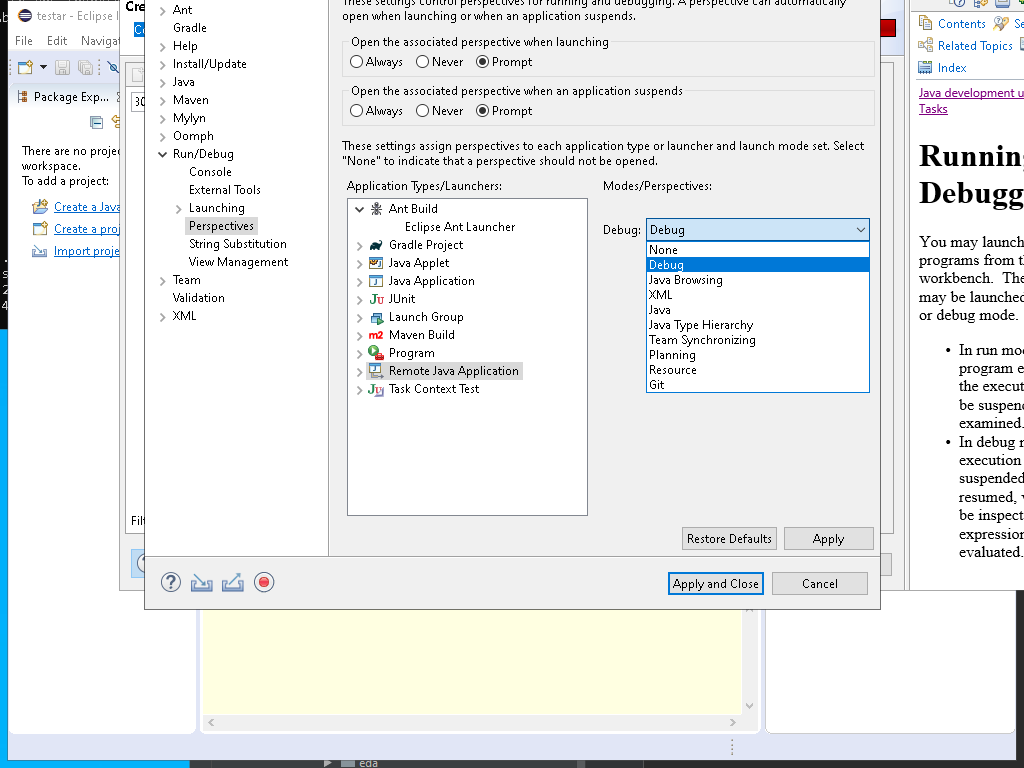 testar - Eclipse I
File Edit Navigat
Package Exp...
There are no proje
workspace.
To add a project:
Create a Java
Create a proj
Import proje
Cre
30
Filt
Ant
Gradle
Help
Install/Update
Java
Maven
Mylyn
Oomph
Run/Debug
Console
External Tools
Launching
Perspectives
String Substitution
View Management
Team
Validation
XML
These settings control perspectives for running and debugging. A perspective can automatically
open when launching or when an application suspends.
Open the associated perspective when launching
Always Never Prompt
Open the associated perspective when an application suspends
Always Never Prompt
These settings assign perspectives to each application type or launcher and launch mode set. Select
"None" to indicate that a perspective should not be opened.
Application Types/Launchers:
Ant Build
Eclipse Ant Launcher
Gradle Project
Java Applet
Java Application
JUnit
Launch Group
Maven Build
Program
Remote Java Application
Task Context Test
Modes/Perspectives:
Debug: Debug
None
Debug
Java Browsing
XML
Java
Java Type Hierarchy
Team Synchronizing
Planning
Resource
Git
Restore Defaults Apply
Apply and Close Cancel
Contents Se
Related Topics
Index
Java development u
Tasks
Running
Debugg
You may launch
programs from th
workbench. The
may be launched
or debug mode.
• In run mod
program e
the execut
be suspend
examined.
• In debug m
execution
suspended
resumed, v
be inspect
expression
evaluated.
eda